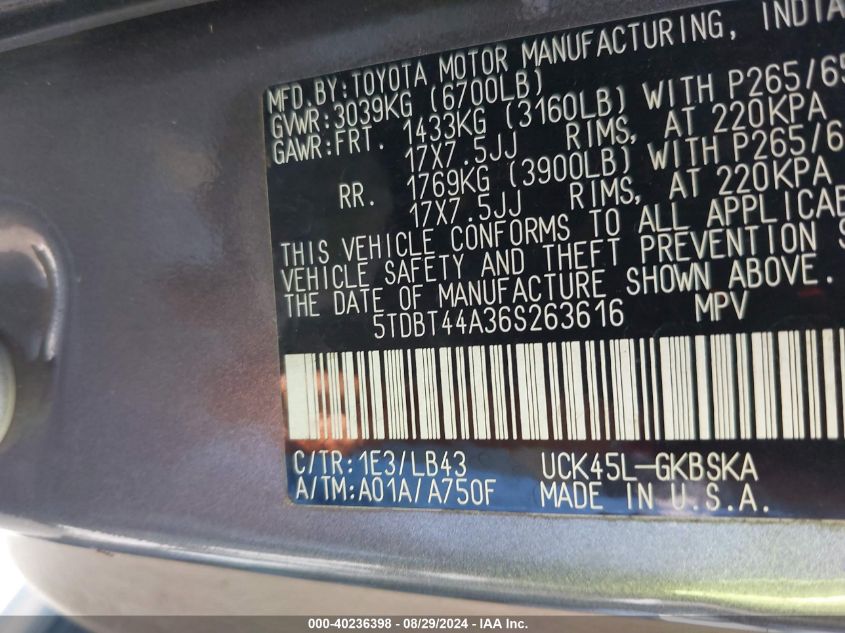 MFD.BY:TOYOTA MOTOR MANUFACTURING, INDIA
GVWR:3039KG (6700LB)
GAWR:FRT. 1433KG (3160LB) WITH P265/65
17X7.5JJ RIMS, AT 220KPA
RR. 1769KG (3900LB) WITH P265/6
17X7.5JJ RIMS, AT 220KPA
THIS VEHICLE CONFORMS TO ALL APPLICAB
VEHICLE SAFETY AND THEFT PREVENTION S
THE DATE OF MANUFACTURE SHOWN ABOVE.
5TDBT44A36S263616 MPV
C/TR:1E3/LB43 UCK45L-GKBSKA
A/TM:A01A/A750F MADE IN U.S.A.
000-40236398 - 08/29/2024 - IAA Inc.